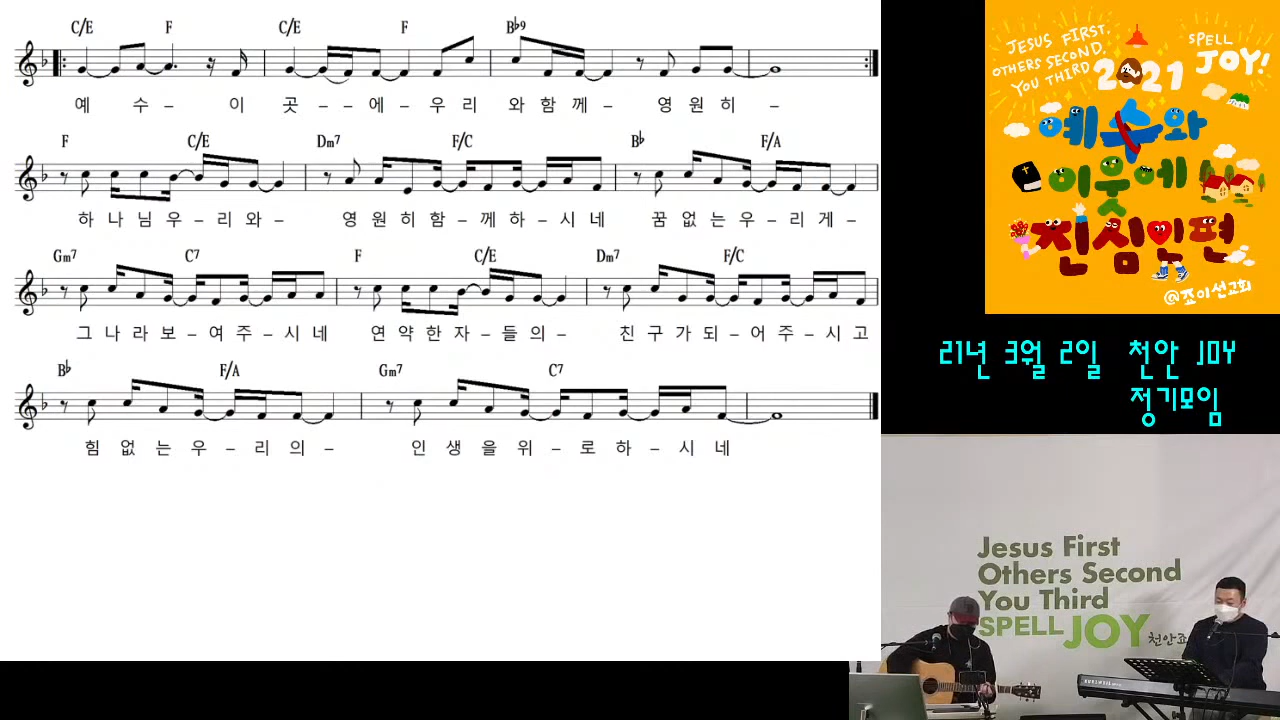 C/E F C/E F B♭9
예 수 – 이 곳 – – 에 – 우 리 와 함 께 – 영 원 히 –
F C/E Dm7 F/C B♭ F/A
하 나 님 우 – 리 와 – 영 원 히 함 – 께 하 – 시 네 꿈 없 는 우 – 리 게 –
Gm7 C7 F C/E Dm7 F/C
그 나 라 보 – 여 주 – 시 네 연 약 한 자 – 들 의 – 친 구 가 되 – 어 주 – 시 고
B♭ F/A Gm7 C7
힘 없 는 우 – 리 의 – 인 생 을 위 – 로 하 – 시 네
JESUS FIRST,
OTHERS SECOND,
YOU THIRD
SPELL
JOY!
2021
예수와
이웃에
진심인편
@죠이선교회
21년 3월 2일 천안 JOY
정기모임
Jesus First
Others Second
You Third
SPELL JOY 천안죠
KURZWEIL